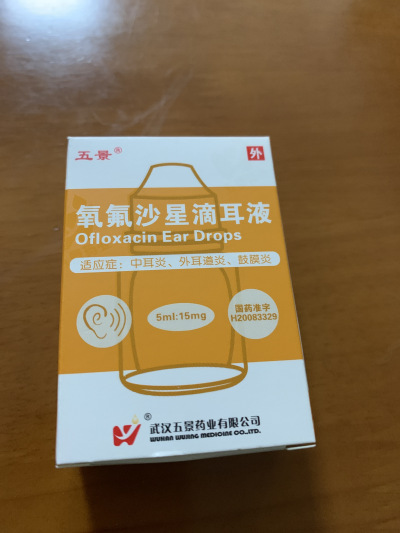 五景®
外
氧氟沙星滴耳液
Ofloxacin Ear Drops
适应症：中耳炎、外耳道炎、鼓膜炎
5ml:15mg
国药准字
H20083329
®
武汉五景药业有限公司
WUHAN WUJING MEDICINE CO.,LTD.